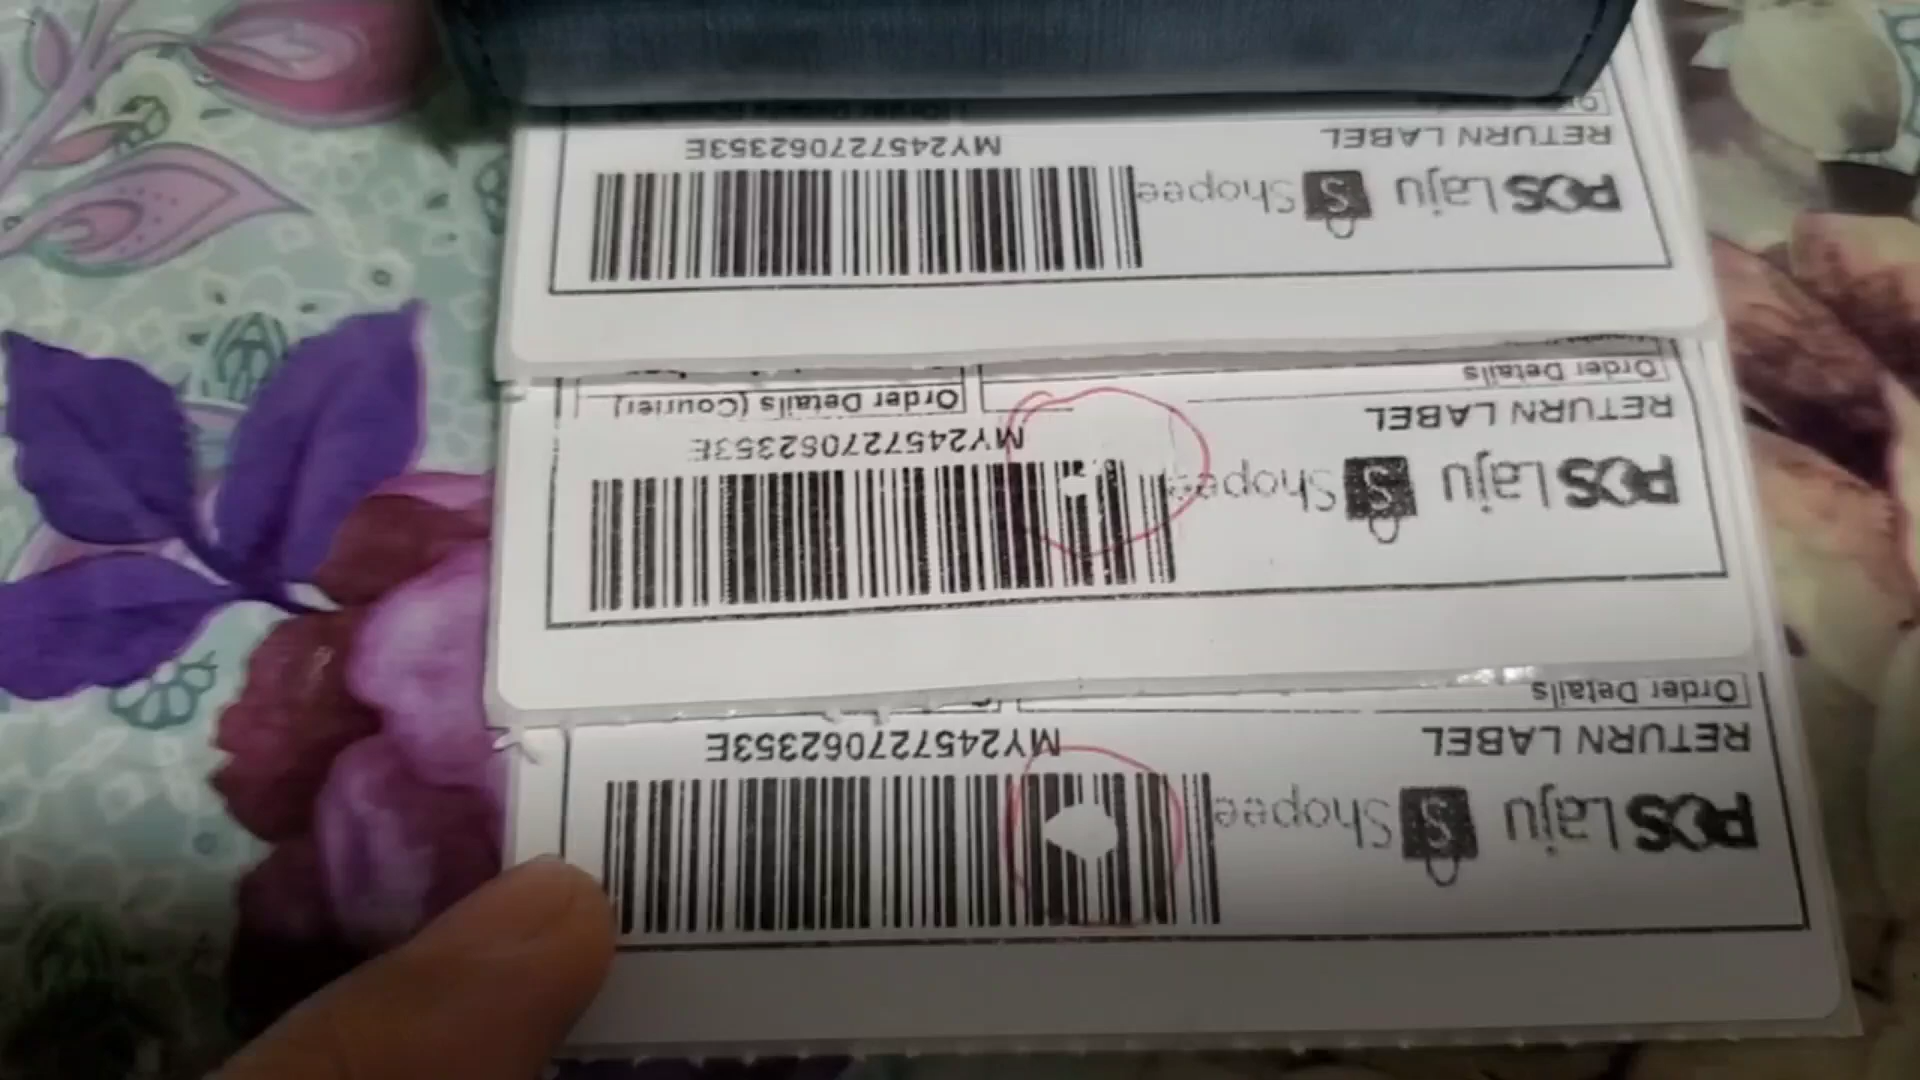 POS Laju Shopee
RETURN LABEL MY245727062353E
Order Details
POS Laju Shopee
RETURN LABEL MY245727062353E
Order Details Order Details (Courier)
POS Laju Shopee
RETURN LABEL MY245727062353E